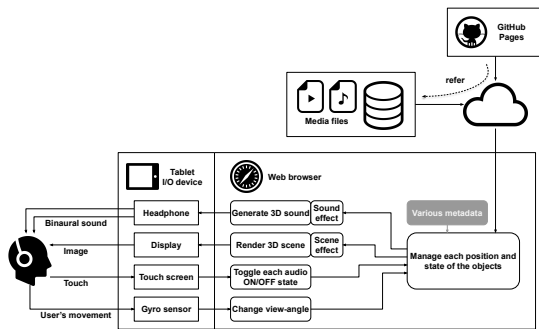 GitHub
Pages
refer
Media files
Tablet
I/O device
Web browser
Binaural sound
Headphone
Generate 3D sound
Sound
effect
Various metadata
Image
Display
Render 3D scene
Scene
effect
Manage each position and
state of the objects
Touch
Touch screen
Toggle each audio
ON/OFF state
User's movement
Gyro sensor
Change view-angle